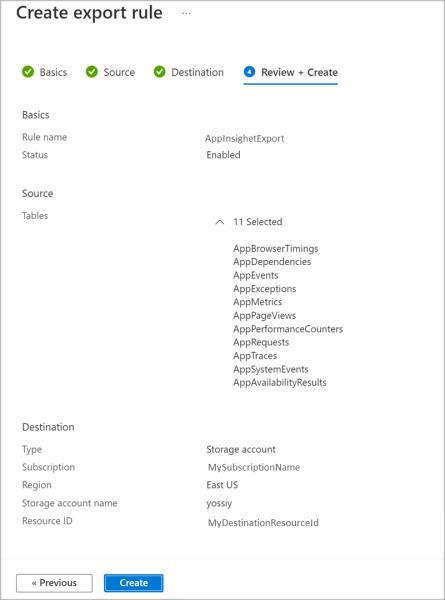 Create export rule ...
Basics Source Destination 4 Review + Create
Basics
Rule name AppInsighetExport
Status Enabled
Source
Tables 11 Selected
AppBrowserTimings
AppDependencies
AppEvents
AppExceptions
AppMetrics
AppPageViews
AppPerformanceCounters
AppRequests
AppTraces
AppSystemEvents
AppAvailabilityResults
Destination
Type Storage account
Subscription MySubscriptionName
Region East US
Storage account name yossiy
Resource ID MyDestinationResourceId
« Previous Create